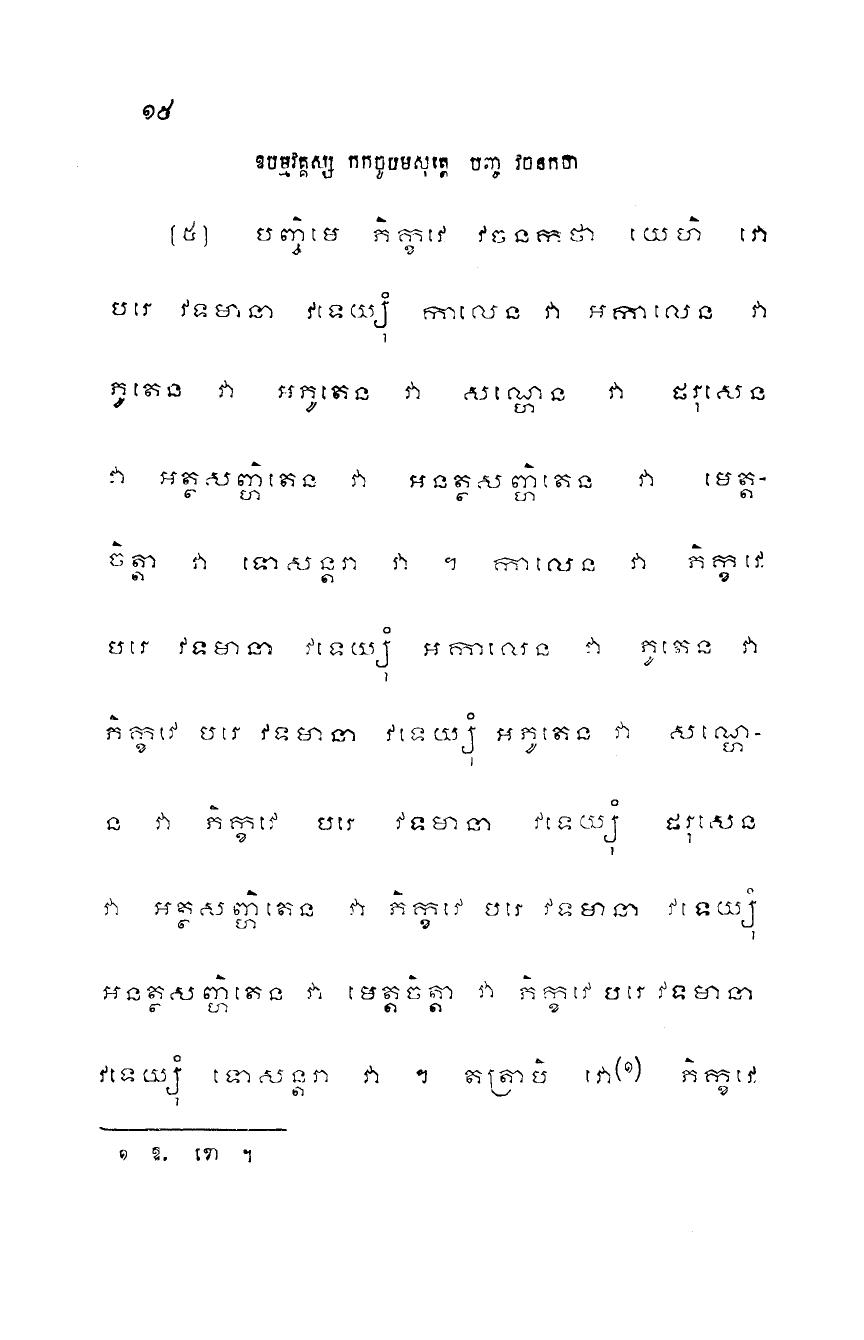 ១៥
ឱបម្មវគ្គស្ស កកចូបមសុត្តេ បញ្ច វចនកថា
[៥] បញ្ចិមេ ភិក្ខវេ វចនកថា យេហិ វោ
បរេ វទមានា វទេយ្យុំ កាលេន វា អកាលេន វា
ភូតេន វា អភូតេន វា សណ្ហេន វា ផរុសេន
វា អត្ថសញ្ហិតេន វា អនត្ថសញ្ហិតេន វា មេត្ត-
ចិត្តា វា ទោសន្តរា វា ។ កាលេន វា ភិក្ខវេ
បរេ វទមានា វទេយ្យុំ អកាលេន វា ភូតេន វា
ភិក្ខវេ បរេ វទមានា វទេយ្យុំ អភូតេន វា សណ្ហេ-
ន វា ភិក្ខវេ បរេ វទមានា វទេយ្យុំ ផរុសេន
វា អត្ថសញ្ហិតេន វា ភិក្ខវេ បរេ វទមានា វទេយ្យុំ
អនត្ថសញ្ហិតេន វា មេត្តចិត្តា វា ភិក្ខវេ បរេ វទមានា
វទេយ្យុំ ទោសន្តរា វា ។ តត្រាបិ វោ(១) ភិក្ខវេ
១ ឱ. ខោ ។